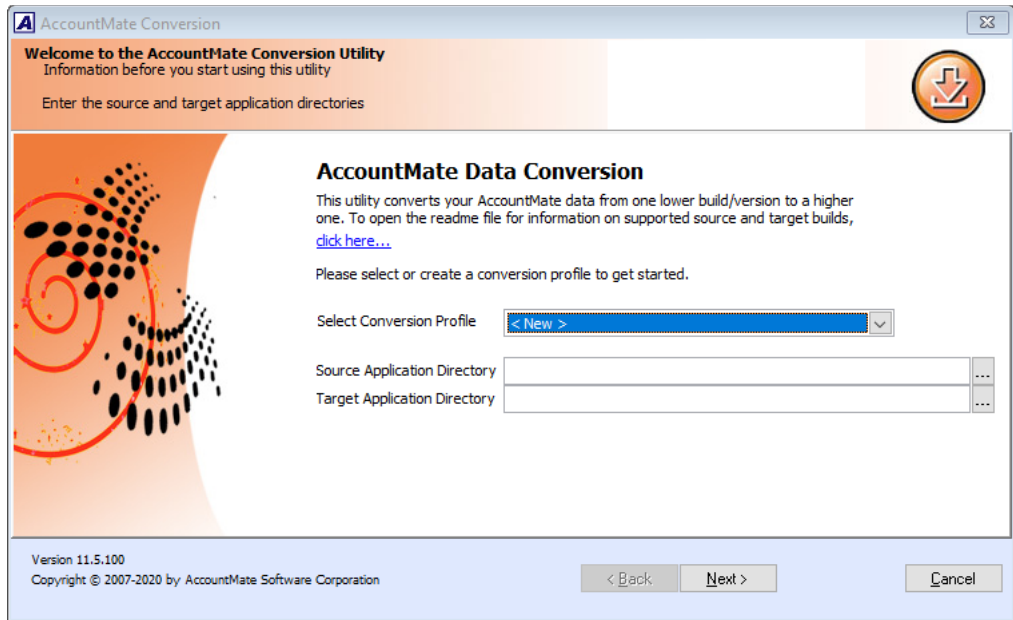 AccountMate Conversion
Welcome to the AccountMate Conversion Utility
Information before you start using this utility
Enter the source and target application directories
AccountMate Data Conversion
This utility converts your AccountMate data from one lower build/version to a higher
one. To open the readme file for information on supported source and target builds,
click here...
Please select or create a conversion profile to get started.
Select Conversion Profile < New >
Source Application Directory ...
Target Application Directory ...
Version 11.5.100
Copyright © 2007-2020 by AccountMate Software Corporation
< Back Next > Cancel